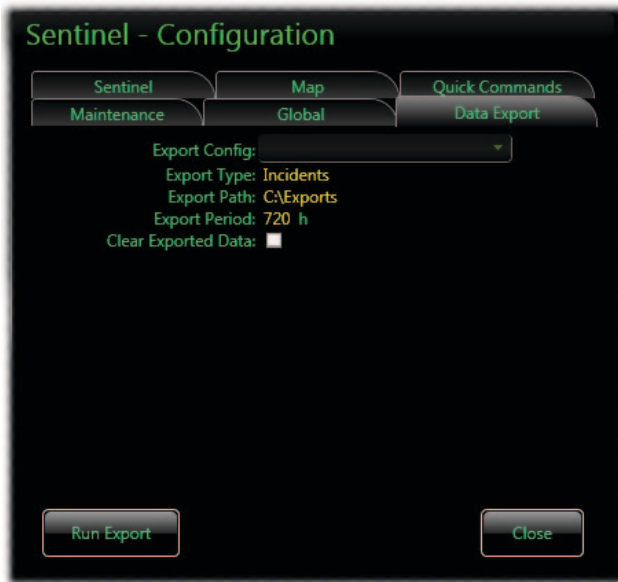 Sentinel - Configuration
Sentinel Map Quick Commands
Maintenance Global Data Export
Export Config:
Export Type: Incidents
Export Path: C:\Exports
Export Period: 720 h
Clear Exported Data:
Run Export Close